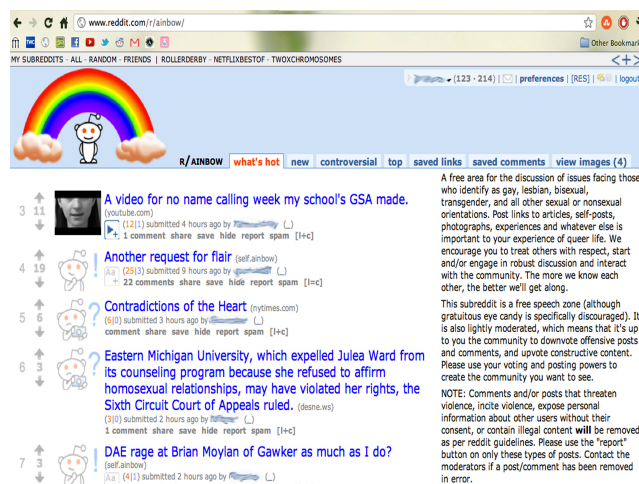 www.reddit.com/r/ainbow/
Other Bookmark
MY SUBREDDITS - ALL - RANDOM - FRIENDS | ROLLERDERBY - NETFLIXBESTOF - TWOXCHROMOSOMES
<+>
(123 · 214) | | preferences | [RES] | | logout
R/AINBOW what's hot new controversial top saved links saved comments view images (4)
3 11
A video for no name calling week my school's GSA made.
(youtube.com)
(12|1) submitted 4 hours ago by (_)
1 comment share save hide report spam [l+c]
4 19
Another request for flair (self.ainbow)
Aa (25|3) submitted 9 hours ago by (_)
22 comments share save hide report spam [l=c]
5 6
Contradictions of the Heart (nytimes.com)
(6|0) submitted 3 hours ago by (_)
comment share save hide report spam [l+c]
6 3
Eastern Michigan University, which expelled Julea Ward from
its counseling program because she refused to affirm
homosexual relationships, may have violated her rights, the
Sixth Circuit Court of Appeals ruled. (desne.ws)
(3|0) submitted 2 hours ago by (_)
1 comment share save hide report spam [l+c]
7 3
DAE rage at Brian Moylan of Gawker as much as I do?
(self.ainbow)
Aa (4|1) submitted 2 hours ago by (_)
A free area for the discussion of issues facing those
who identify as gay, lesbian, bisexual,
transgender, and all other sexual or nonsexual
orientations. Post links to articles, self-posts,
photographs, experiences and whatever else is
important to your experience of queer life. We
encourage you to treat others with respect, start
and/or engage in robust discussion and interact
with the community. The more we know each
other, the better we'll get along.
This subreddit is a free speech zone (although
gratuitous eye candy is specifically discouraged). It
is also lightly moderated, which means that it's up
to you the community to downvote offensive posts
and comments, and upvote constructive content.
Please use your voting and posting powers to
create the community you want to see.
NOTE: Comments and/or posts that threaten
violence, incite violence, expose personal
information about other users without their
consent, or contain illegal content will be removed
as per reddit guidelines. Please use the "report"
button on only these types of posts. Contact the
moderators if a post/comment has been removed
in error.